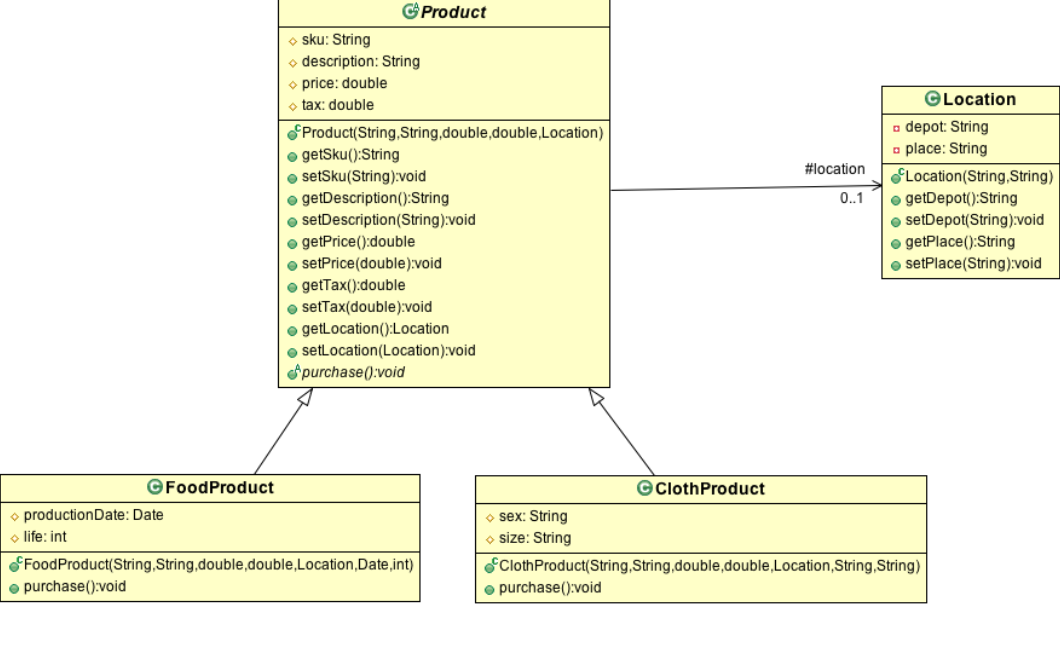 Product
sku: String
description: String
price: double
tax: double
Product(String,String,double,double,Location)
getSku():String
setSku(String):void
getDescription():String
setDescription(String):void
getPrice():double
setPrice(double):void
getTax():double
setTax(double):void
getLocation():Location
setLocation(Location):void
purchase():void
#location
0..1
Location
depot: String
place: String
Location(String,String)
getDepot():String
setDepot(String):void
getPlace():String
setPlace(String):void
FoodProduct
productionDate: Date
life: int
FoodProduct(String,String,double,double,Location,Date,int)
purchase():void
ClothProduct
sex: String
size: String
ClothProduct(String,String,double,double,Location,String,String)
purchase():void